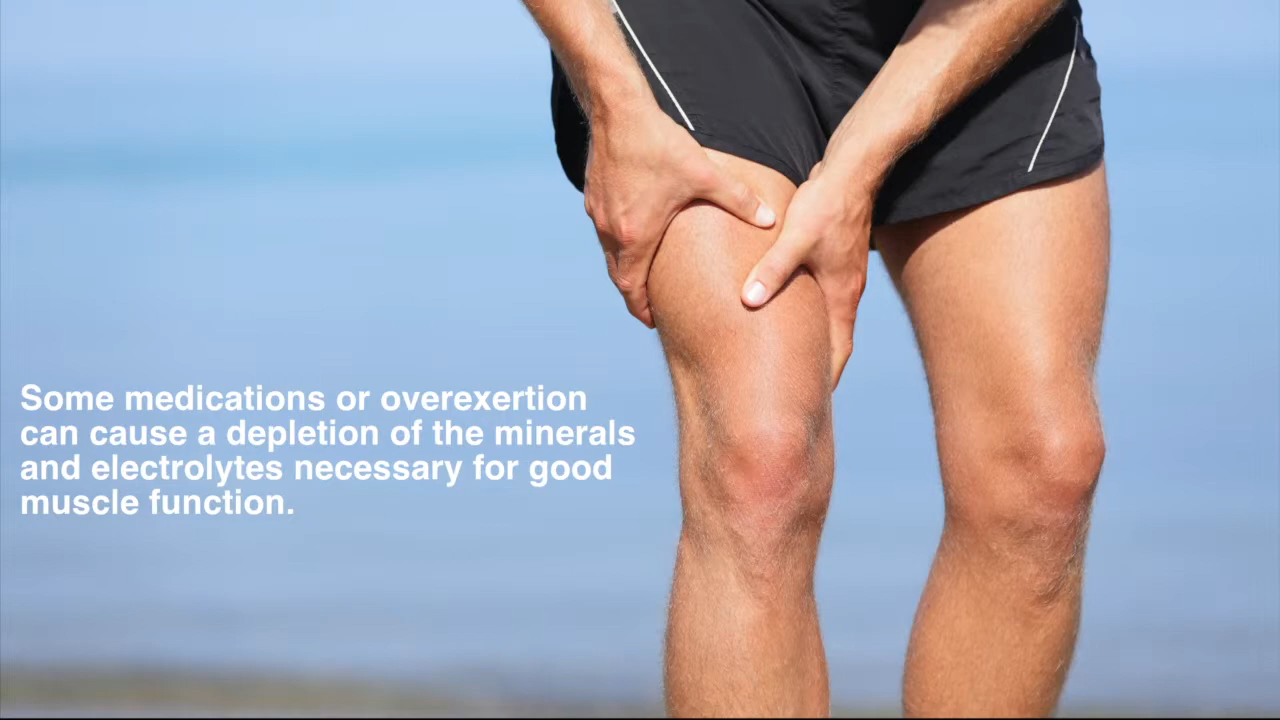 Some medications or overexertion
can cause a depletion of the minerals
and electrolytes necessary for good
muscle function.